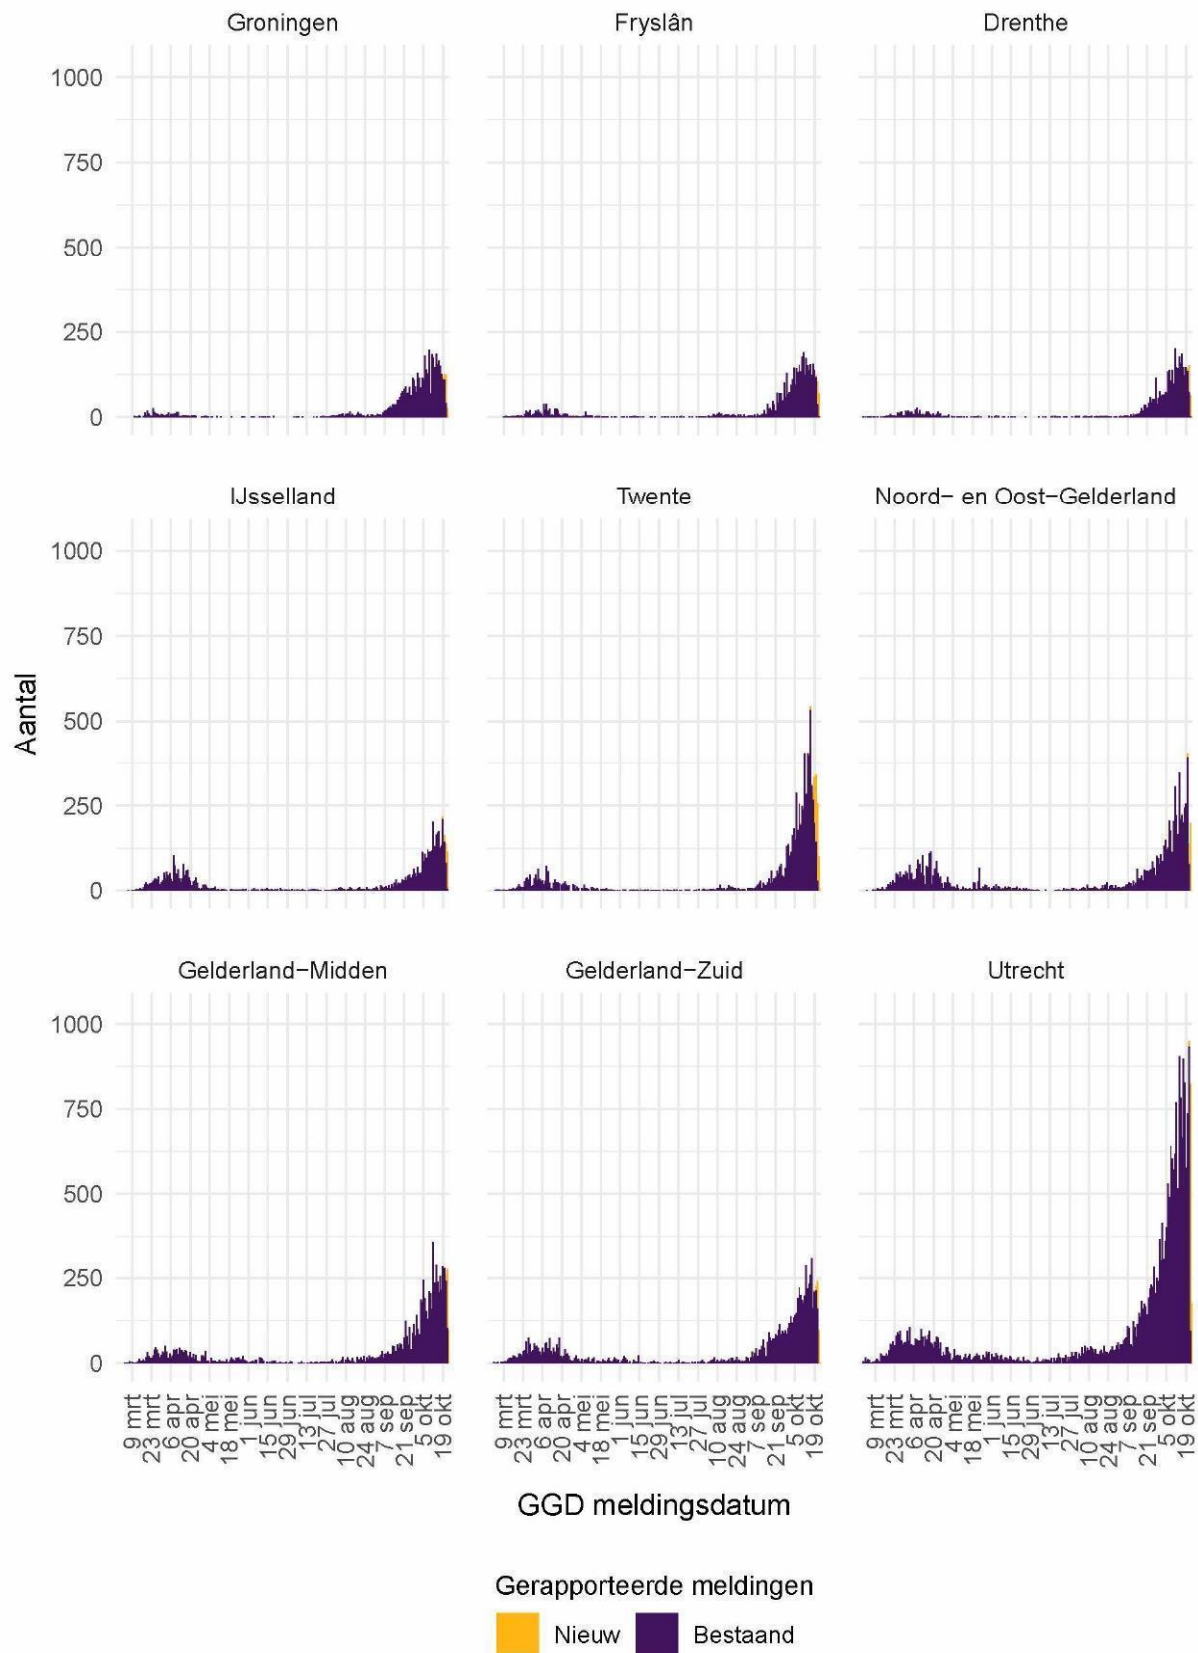 Groningen Fryslân Drenthe
1000
750
500
250
0
IJsselland Twente Noord- en Oost-Gelderland
1000
750
500
250
0
Aantal
Gelderland-Midden Gelderland-Zuid Utrecht
1000
750
500
250
0
9 mrt 23 mrt 6 apr 20 apr 4 mei 18 mei 1 jun 15 jun 29 jun 13 jul 27 jul 10 aug 24 aug 7 sep 21 sep 5 okt 19 okt
9 mrt 23 mrt 6 apr 20 apr 4 mei 18 mei 1 jun 15 jun 29 jun 13 jul 27 jul 10 aug 24 aug 7 sep 21 sep 5 okt 19 okt
9 mrt 23 mrt 6 apr 20 apr 4 mei 18 mei 1 jun 15 jun 29 jun 13 jul 27 jul 10 aug 24 aug 7 sep 21 sep 5 okt 19 okt
GGD meldingsdatum
Gerapporteerde meldingen
Nieuw Bestaand